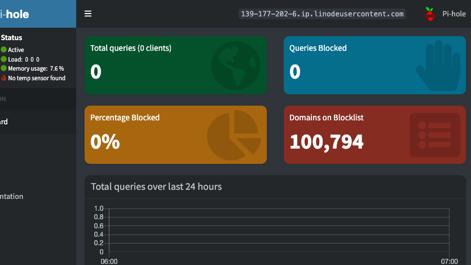 i-hole
139-177-202-6.ip.linodeusercontent.com
Pi-hole
Status
Active
Load: 0 0 0
Memory usage: 7.6 %
No temp sensor found
ON
rd
ntation
Total queries (0 clients)
0
Queries Blocked
0
Percentage Blocked
0%
Domains on Blocklist
100,794
Total queries over last 24 hours
1.0
0.8
0.6
0.4
0.2
0
06:00
07:00